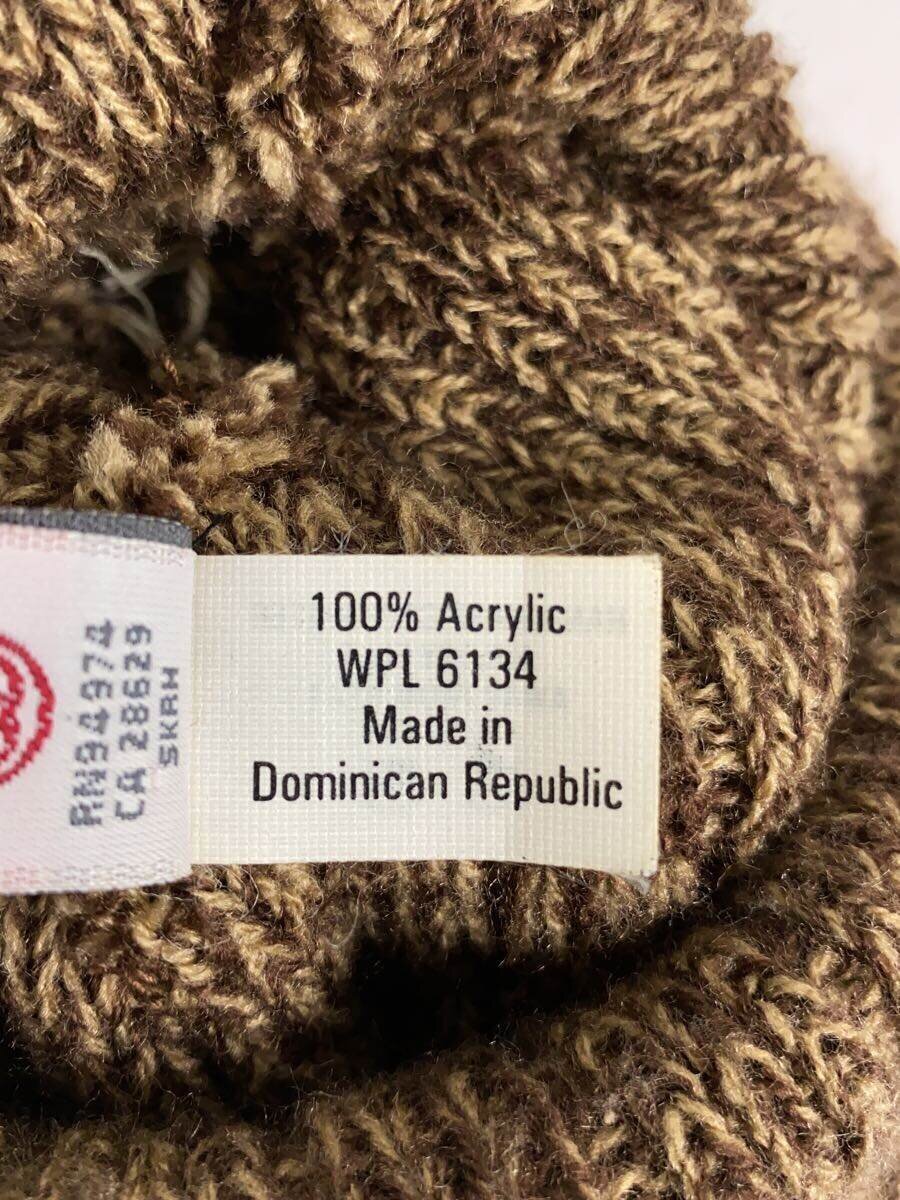 100% Acrylic
WPL 6134
Made in
Dominican Republic
RN94974
CA 28629
SKRH